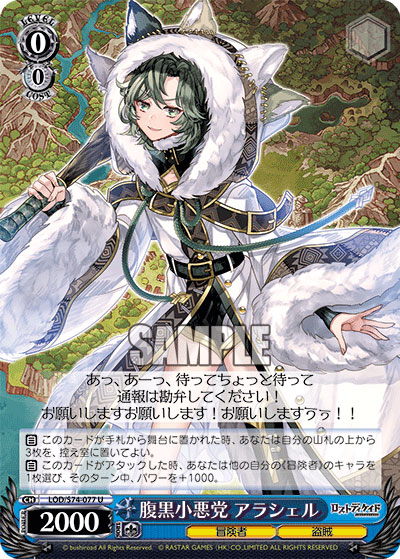 LEVEL
0
0
COST
SAMPLE
あっ、あーっ、待ってちょっと待って
通報は勘弁してください!
お願いしますお願いします!お願いしますぅぅ!!
自 このカードが手札から舞台に置かれた時、あなたは自分の山札の上から
3枚を、控え室に置いてよい。
自 このカードがアタックした時、あなたは他の自分の《冒険者》のキャラを
1枚選び、そのターン中、パワーを+1000。
CH
LOD/S74-077 U
2000
腹黒小悪党 アラシェル
ロストディケイド
冒険者
盗賊
© bushiroad All Rights Reserved. © RASTAR GAMES (HK) CO., LIMITED. All Rights Reserved.